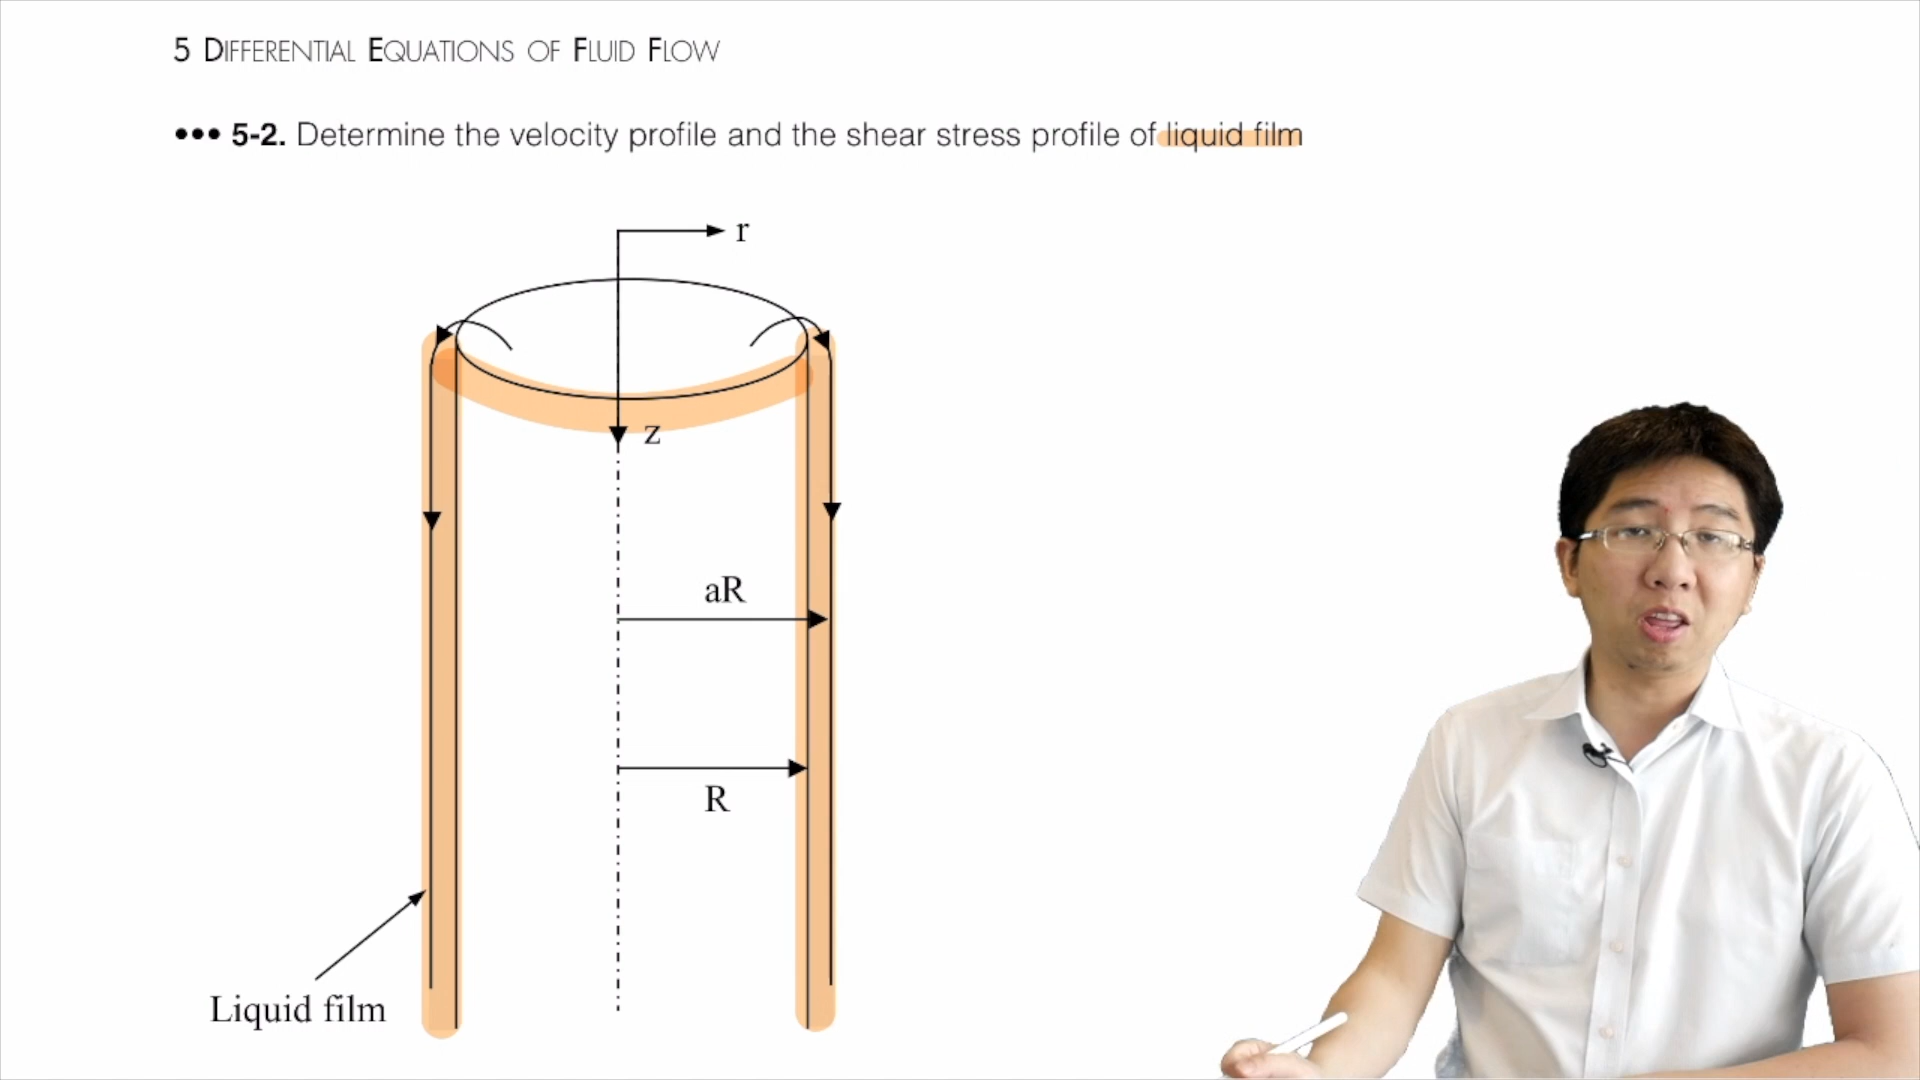 5 DIFFERENTIAL EQUATIONS OF FLUID FLOW
••• 5-2. Determine the velocity profile and the shear stress profile of liquid film
r
z
aR
R
Liquid film